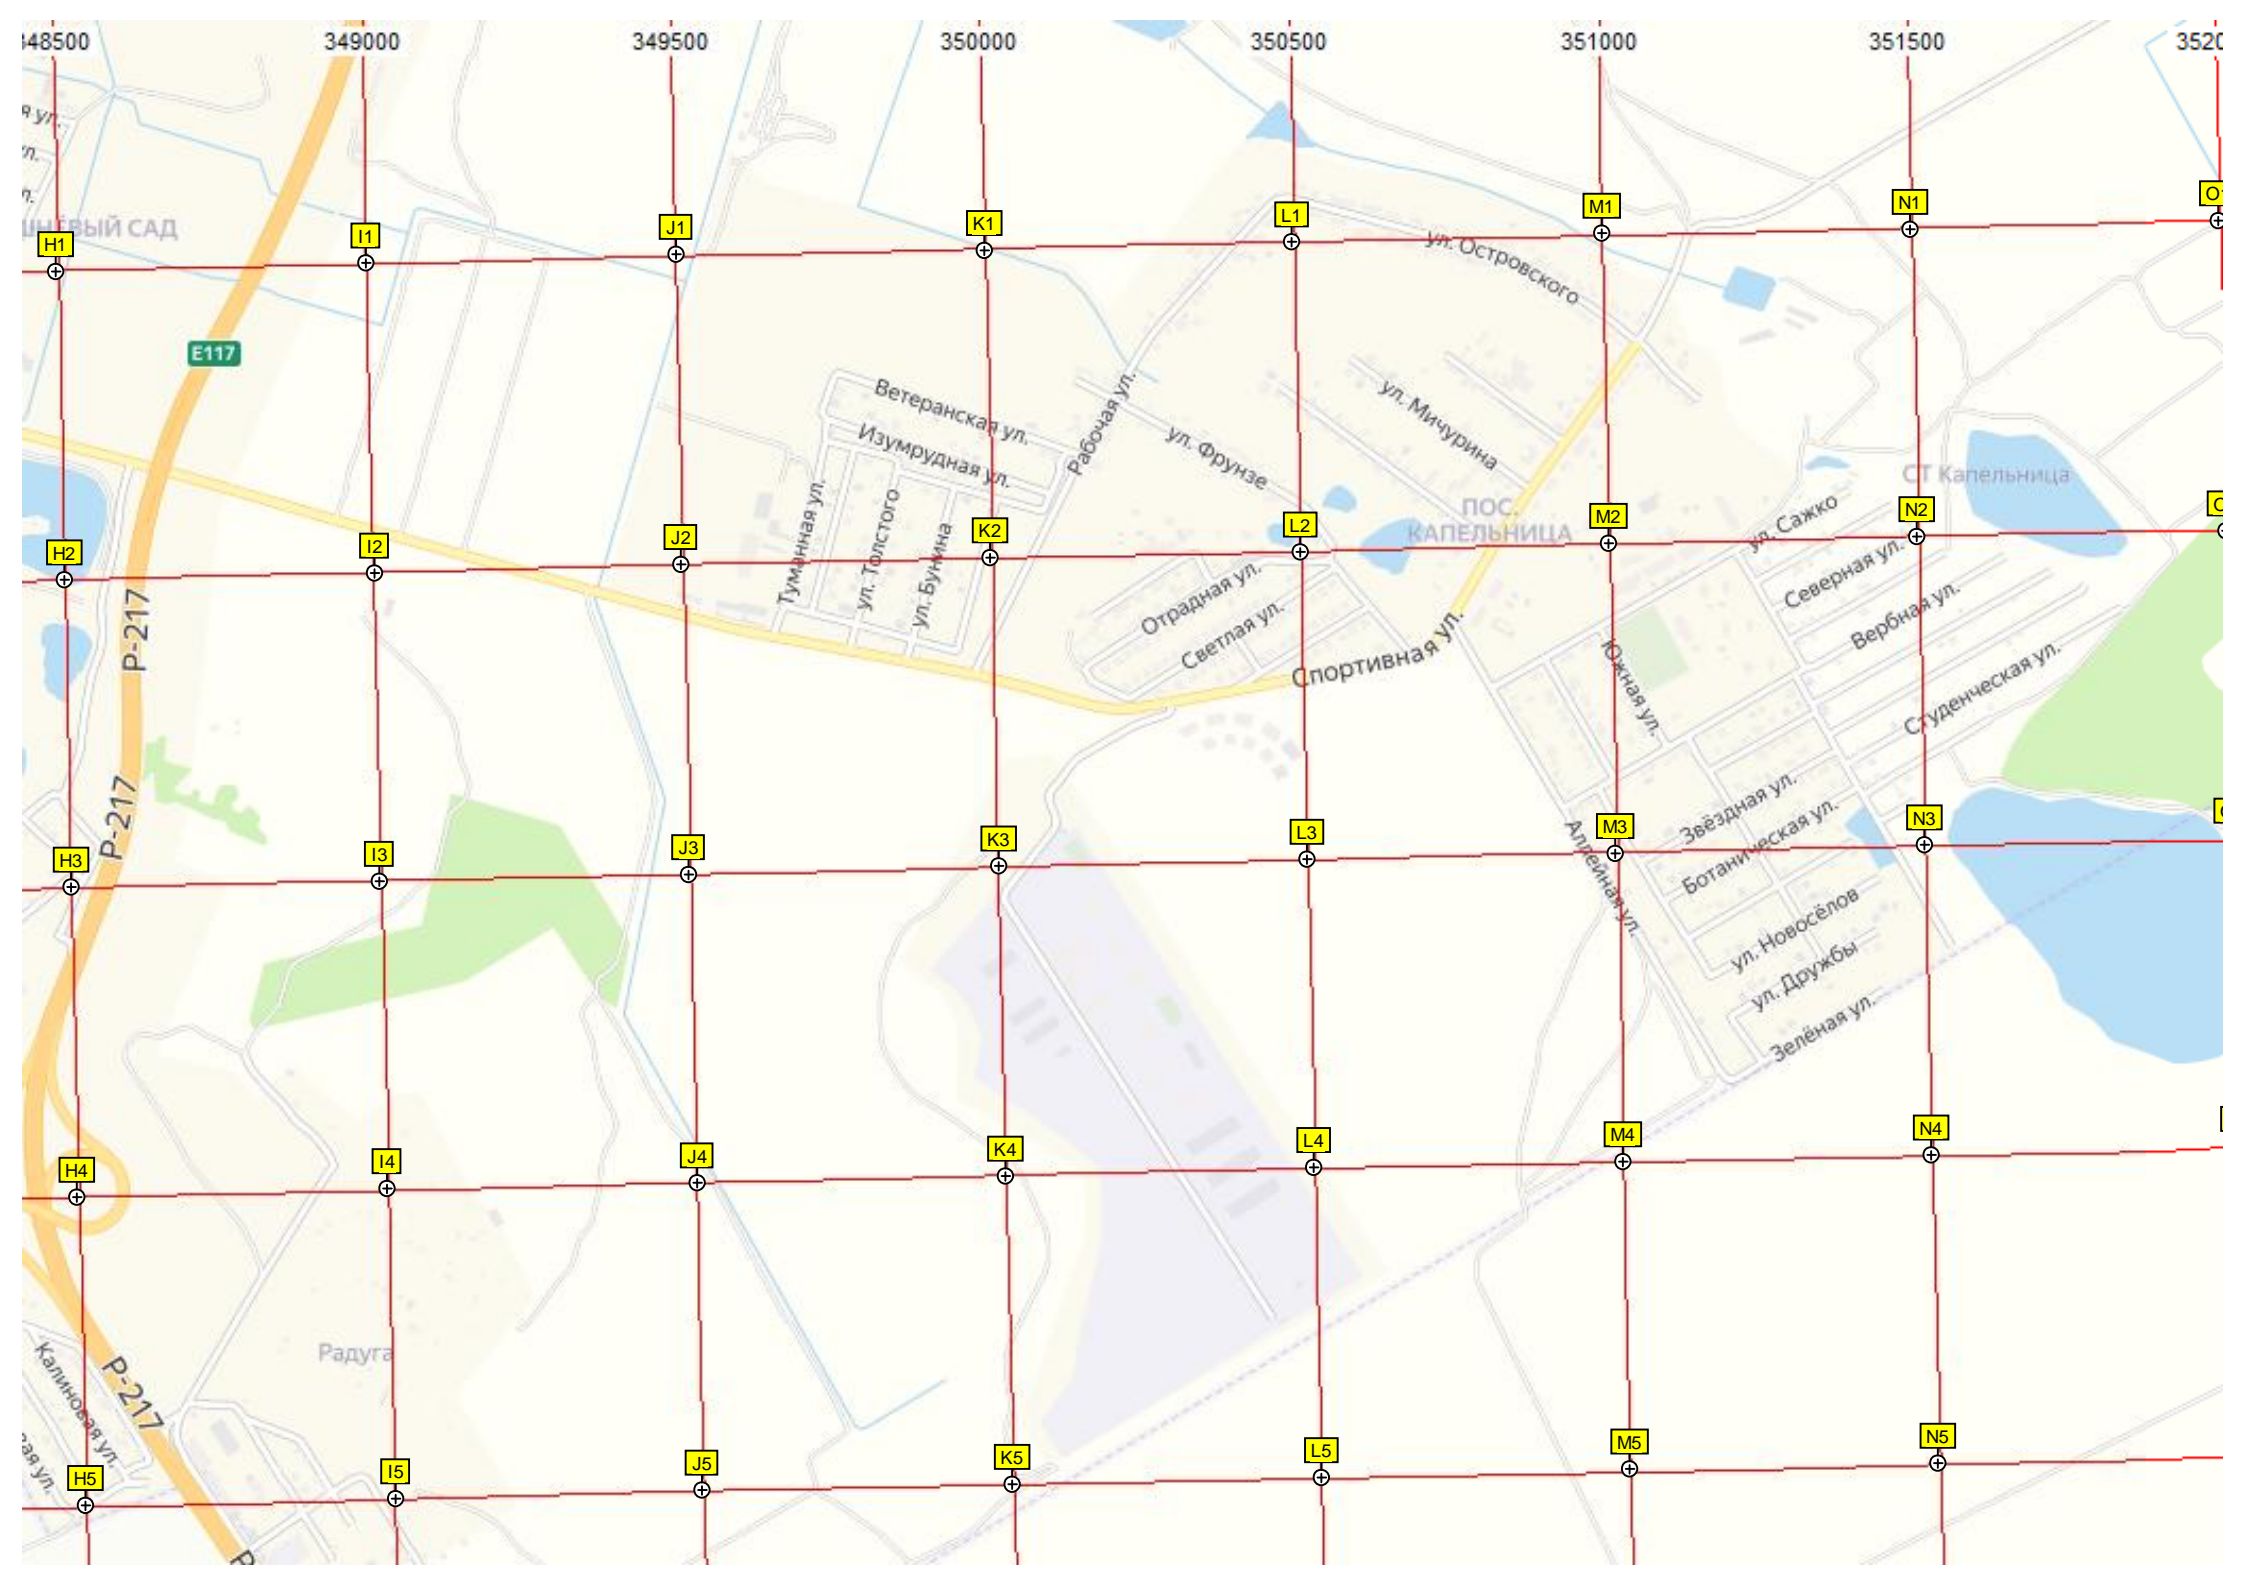 349000 349500 350000 350500 351000 351500
H1 I1 J1 K1 L1 M1 N1
ул. Островского
E117
Ветеранская ул.
Изумрудная ул.
Рабочая ул.
ул. Фрунзе
ул. Мичурина
СТ Капельница
ПОС.
КАПЕЛЬНИЦА
ул. Сажко
H2 I2 J2 K2 L2 M2 N2
Туманная ул.
ул. Толстого
ул. Бунина
Отрадная ул.
Светлая ул.
Спортивная ул.
Северная ул.
Вербная ул.
Южная ул.
Студенческая ул.
Р-217
Р-217
H3 I3 J3 K3 L3 M3 N3
Звёздная ул.
Ботаническая ул.
Аллейная ул.
ул. Новосёлов
ул. Дружбы
Зелёная ул.
H4 I4 J4 K4 L4 M4 N4
Радуга
Калиновая ул.
Р-217
H5 I5 J5 K5 L5 M5 N5